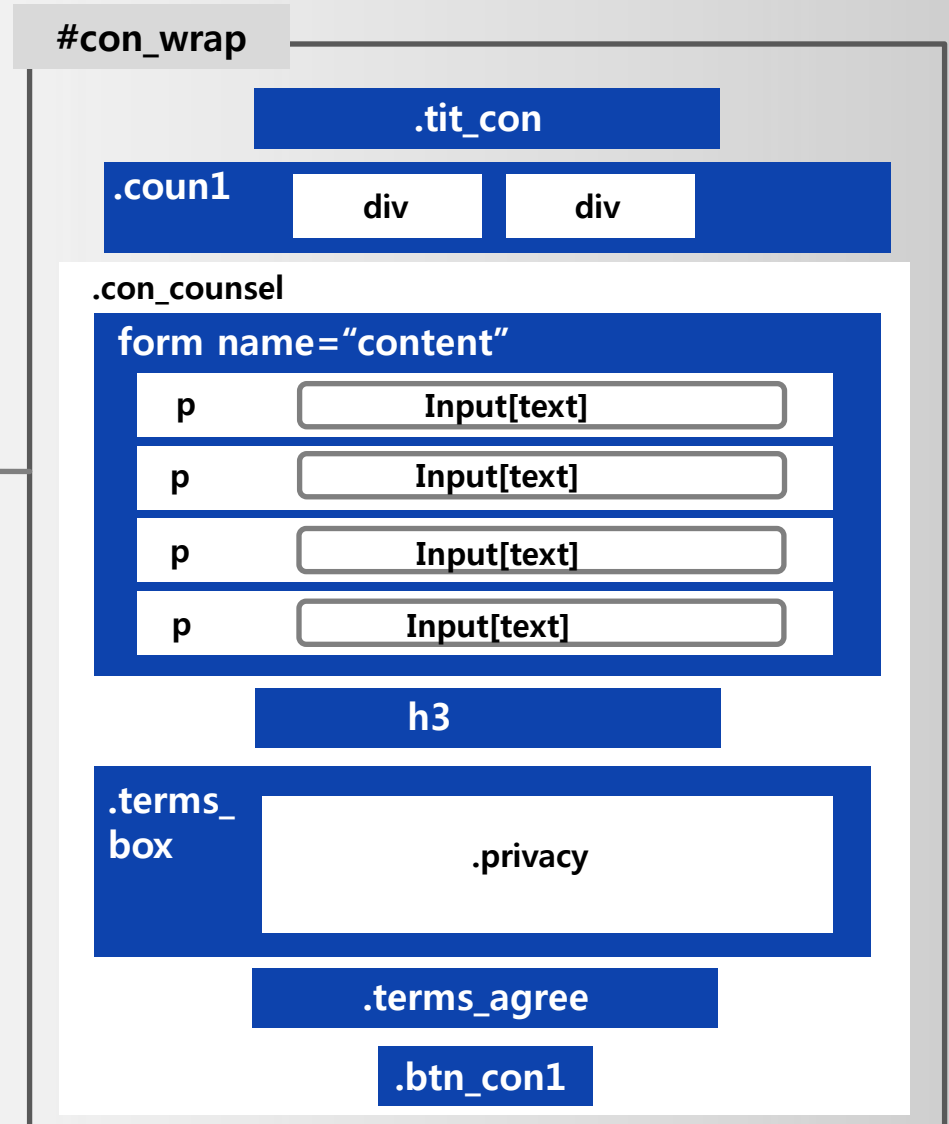 #con_wrap
.tit_con
.coun1
div
div
.con_counsel
form name=“content”
p
Input[text]
p
Input[text]
p
Input[text]
p
Input[text]
h3
.terms_
box
.privacy
.terms_agree
.btn_con1